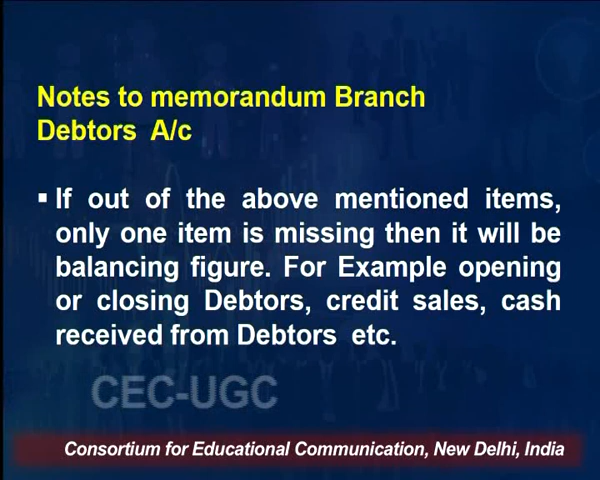 Notes to memorandum Branch
Debtors A/c
▪ If out of the above mentioned items,
only one item is missing then it will be
balancing figure. For Example opening
or closing Debtors, credit sales, cash
received from Debtors etc.
CEC-UGC
Consortium for Educational Communication, New Delhi, India